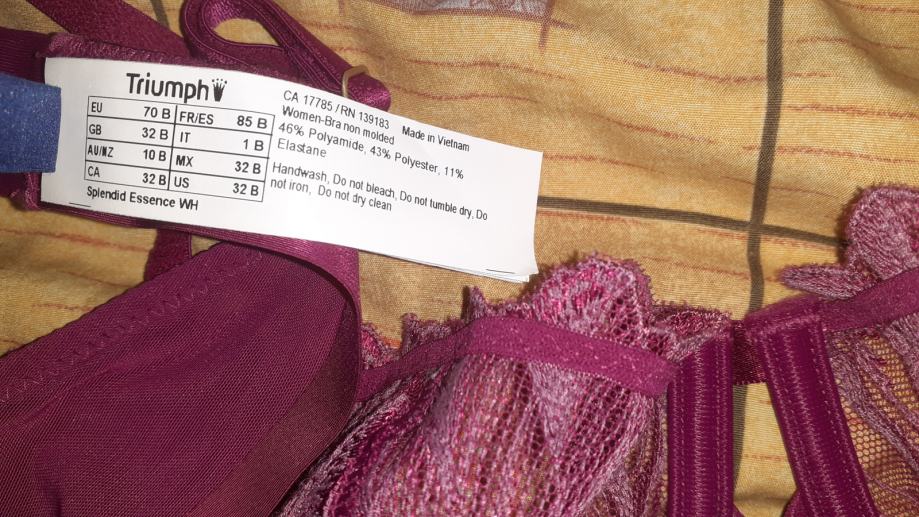 Triumph
EU 70 B FR/ES 85 B
GB 32 B IT 1 B
AU/NZ 10 B MX 32 B
CA 32 B US 32 B
Splendid Essence WH
CA 17785 / RN 139183
Women-Bra non molded Made in Vietnam
46% Polyamide, 43% Polyester, 11%
Elastane
Handwash, Do not bleach, Do not tumble dry, Do
not iron, Do not dry clean